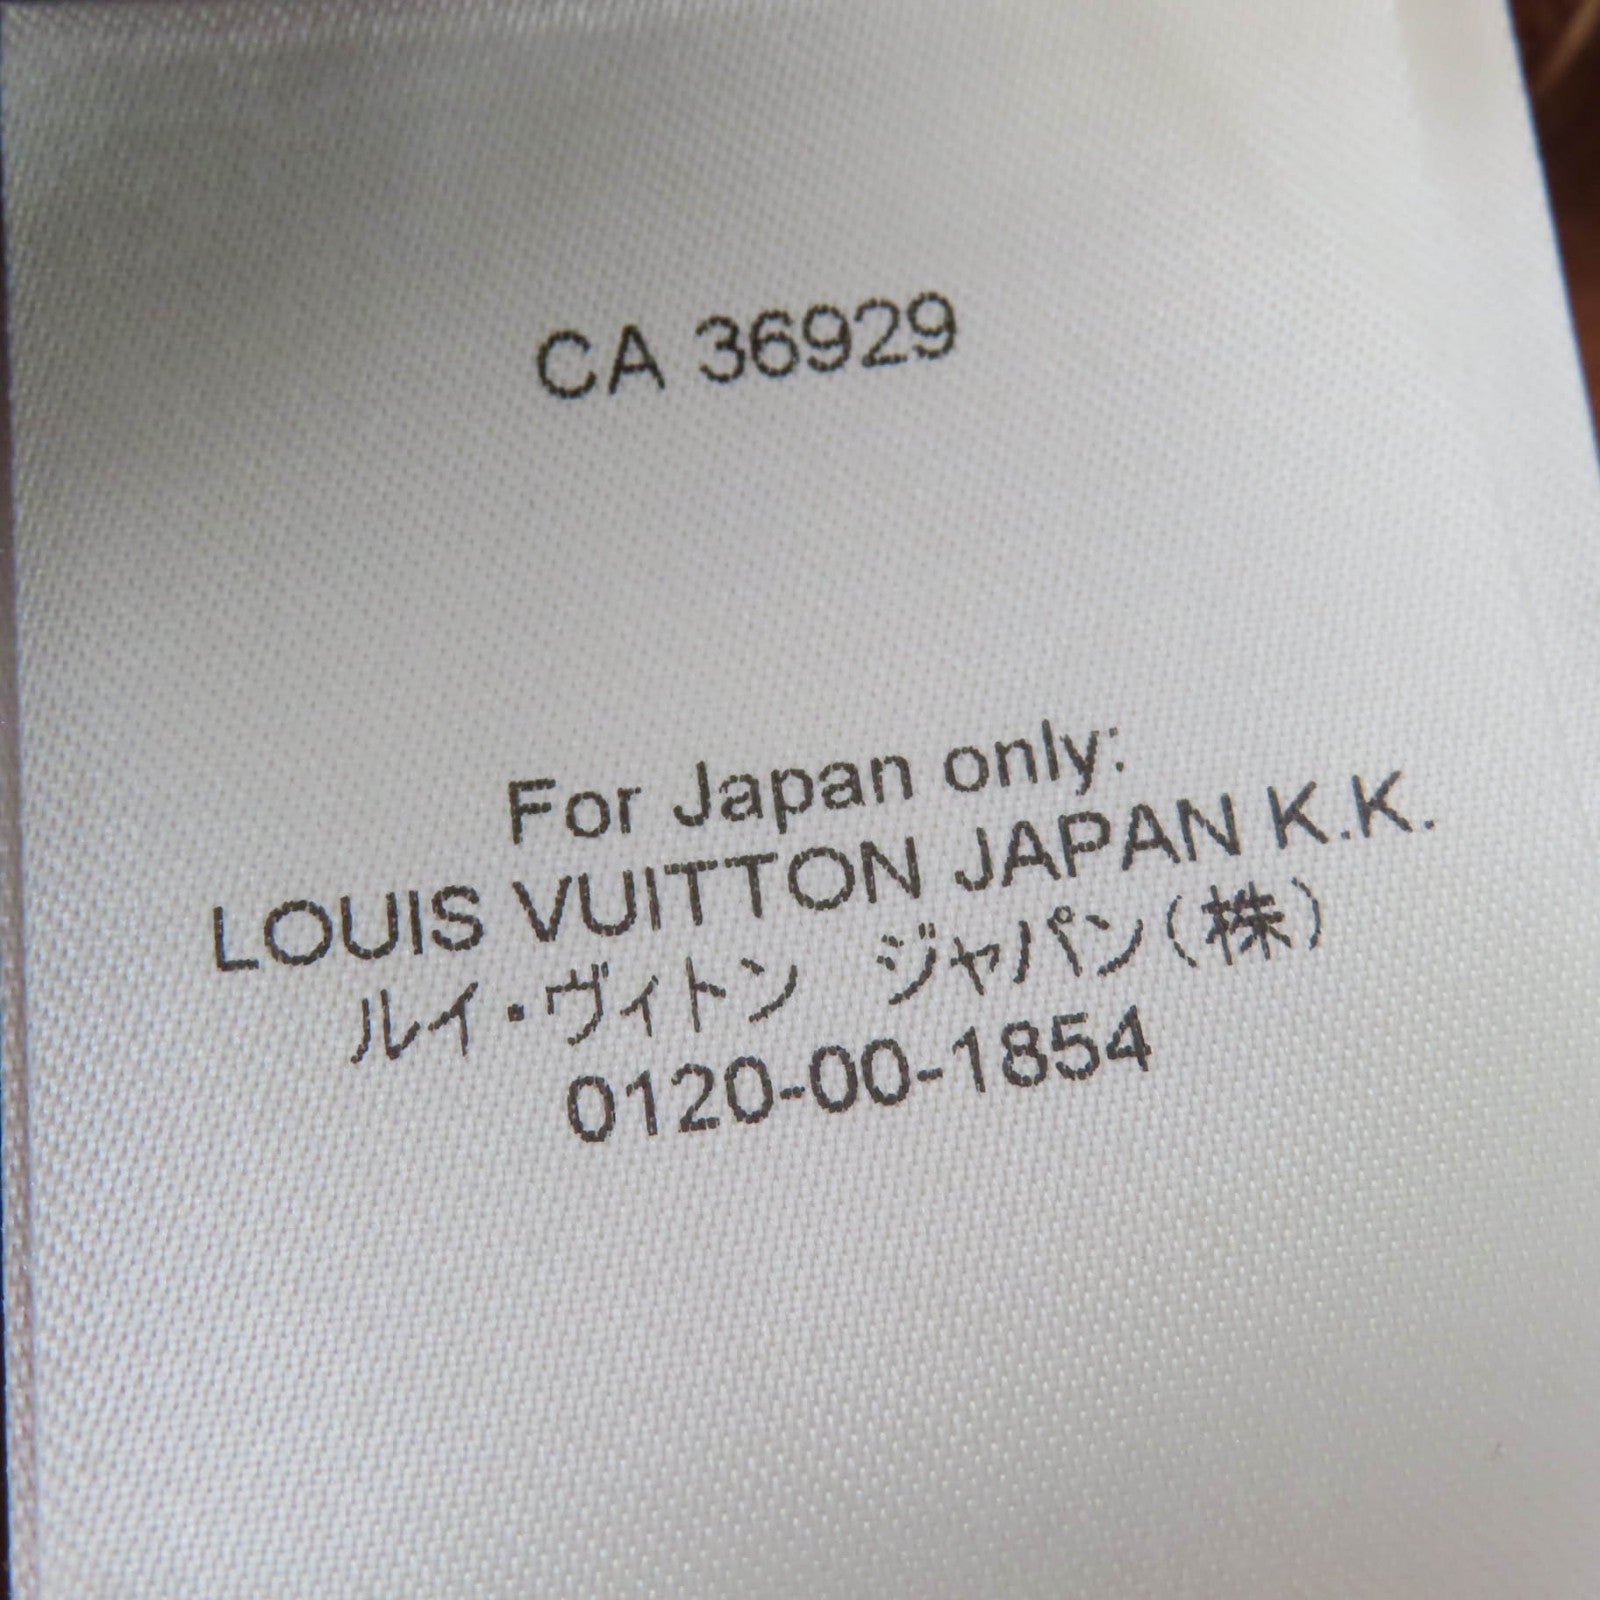 CA 36929
For Japan only:
LOUIS VUITTON JAPAN K.K.
ルイ・ヴィトン　ジャパン(株)
0120-00-1854